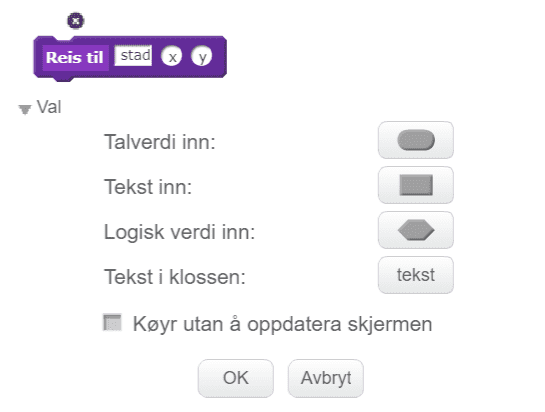 Reis til stad x y
Val
Talverdi inn:
Tekst inn:
Logisk verdi inn:
Tekst i klossen: tekst
Køyr utan å oppdatera skjermen
OK Avbryt